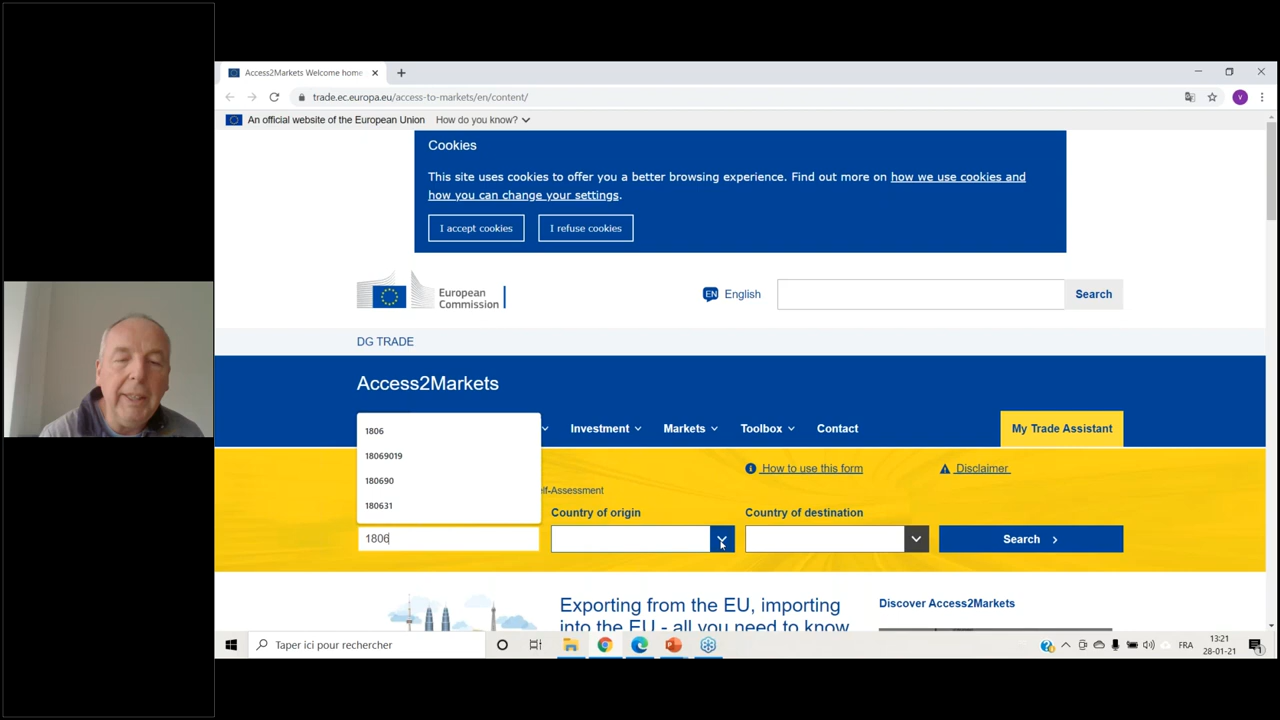 Access2Markets Welcome home
trade.ec.europa.eu/access-to-markets/en/content/
V
An official website of the European Union How do you know?
Cookies
This site uses cookies to offer you a better browsing experience. Find out more on how we use cookies and
how you can change your settings.
I accept cookies I refuse cookies
European
Commission
EN English Search
DG TRADE
Access2Markets
Investment Markets Toolbox Contact My Trade Assistant
1806
18069019
180690
180631
How to use this form Disclaimer
elf-Assessment
Country of origin Country of destination
1806 Search
Exporting from the EU, importing
into the EU - all you need to know
Discover Access2Markets
Taper ici pour rechercher
FRA
13:21
28-01-21